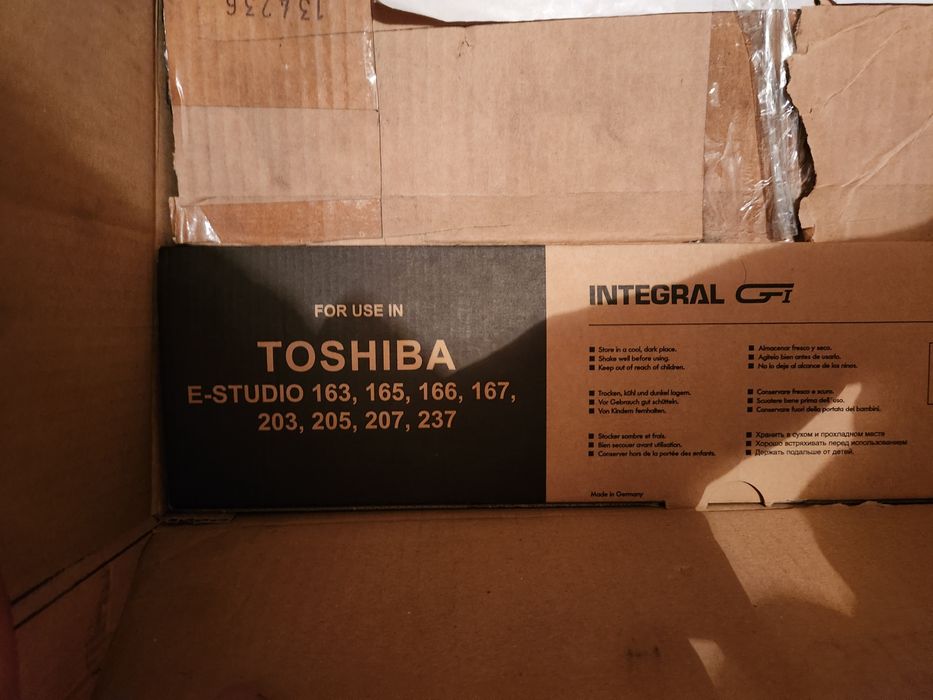 134236
FOR USE IN
TOSHIBA
E-STUDIO 163, 165, 166, 167,
203, 205, 207, 237
INTEGRAL GI
Store in a cool, dark place.
Shake well before using.
Keep out of reach of children.
Trocken, kühl und dunkel lagern.
Vor Gebrauch gut schütteln.
Von Kindern fernhalten.
Stocker sombre et frais.
Bien secouer avant utilisation.
Conserver hors de la portée des enfants.
Almacenar fresco y seco.
Agítelo bien antes de usarlo.
No lo deje al alcance de los ninos.
Conservare fresco e scuro.
Scuotere bene prima dell´uso.
Conservare fuori della portata dei bambini.
Хранить в сухом и прохладном месте
Хорошо встряхивать перед использованием
Держать подальше от детей.
Made in Germany